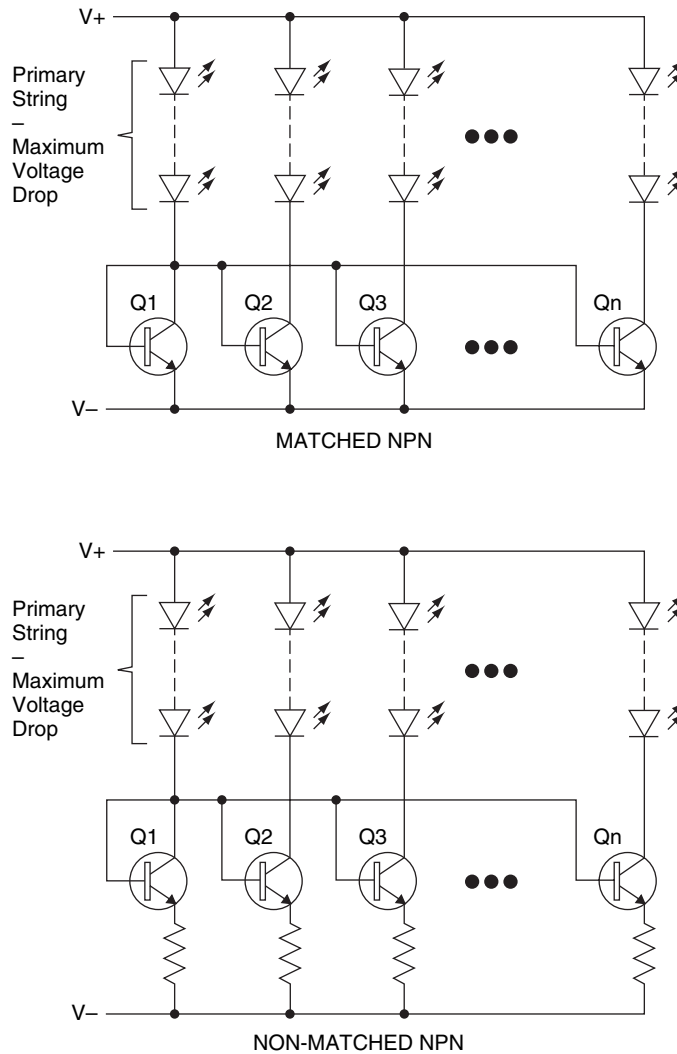 V+
Primary
String
–
Maximum
Voltage
Drop
Q1 Q2 Q3 Qn
V–
MATCHED NPN
V+
Primary
String
–
Maximum
Voltage
Drop
Q1 Q2 Q3 Qn
V–
NON-MATCHED NPN